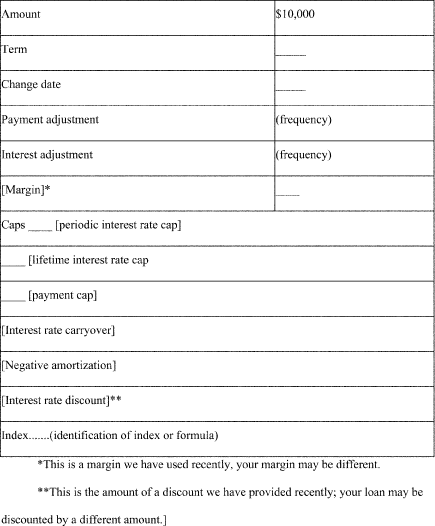 Amount $10,000
Term ____
Change date ____
Payment adjustment (frequency)
Interest adjustment (frequency)
[Margin]* ____
Caps ____ [periodic interest rate cap]
____ [lifetime interest rate cap
____ [payment cap]
[Interest rate carryover]
[Negative amortization]
[Interest rate discount]**
Index.......(identification of index or formula)
*This is a margin we have used recently, your margin may be different.
**This is the amount of a discount we have provided recently; your loan may be
discounted by a different amount.]